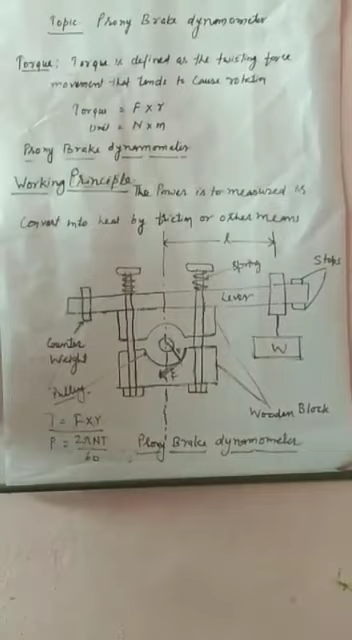 Topic Prony Brake dynamometer
Torque: Torque is defined as the twisting force
movement that tends to cause rotation
Torque = F x r
Unit = N x m
Prony Brake dynamometer
Working Principle- The Power is to measured is
Convert into heat by friction or other means
l
Spring
Stops
Lever
Counter
Weight
W
Pulley
F
Wooden Block
T = F x r
P = 2πNT
60
Prony Brake dynamometer